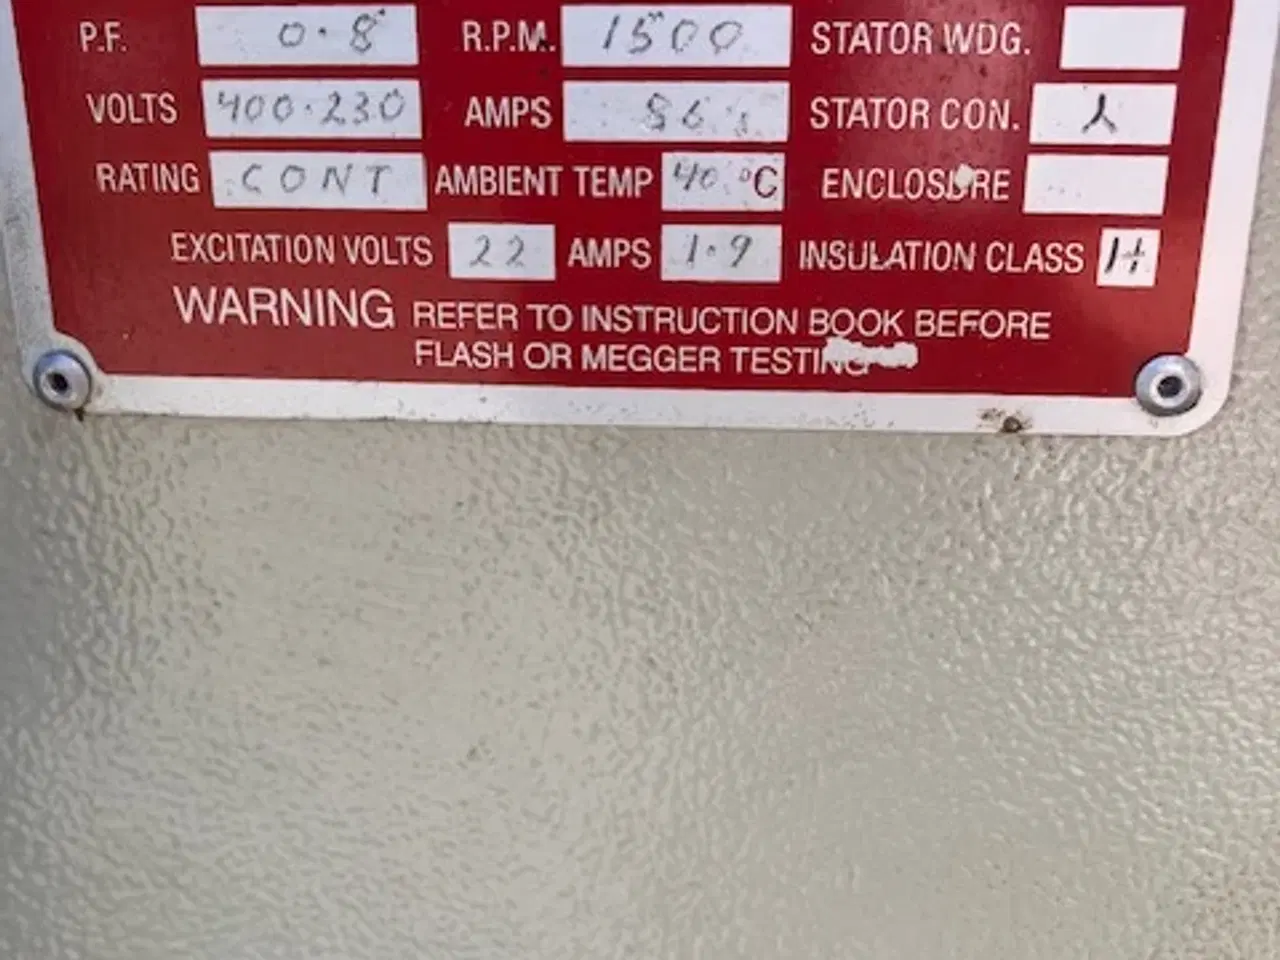 P.F. 0.8 R.P.M. 1500 STATOR WDG.
VOLTS 400.230 AMPS 86 STATOR CON.
RATING CONT AMBIENT TEMP 40 °C ENCLOSURE
EXCITATION VOLTS 22 AMPS 1.9 INSULATION CLASS H
WARNING REFER TO INSTRUCTION BOOK BEFORE
FLASH OR MEGGER TESTING